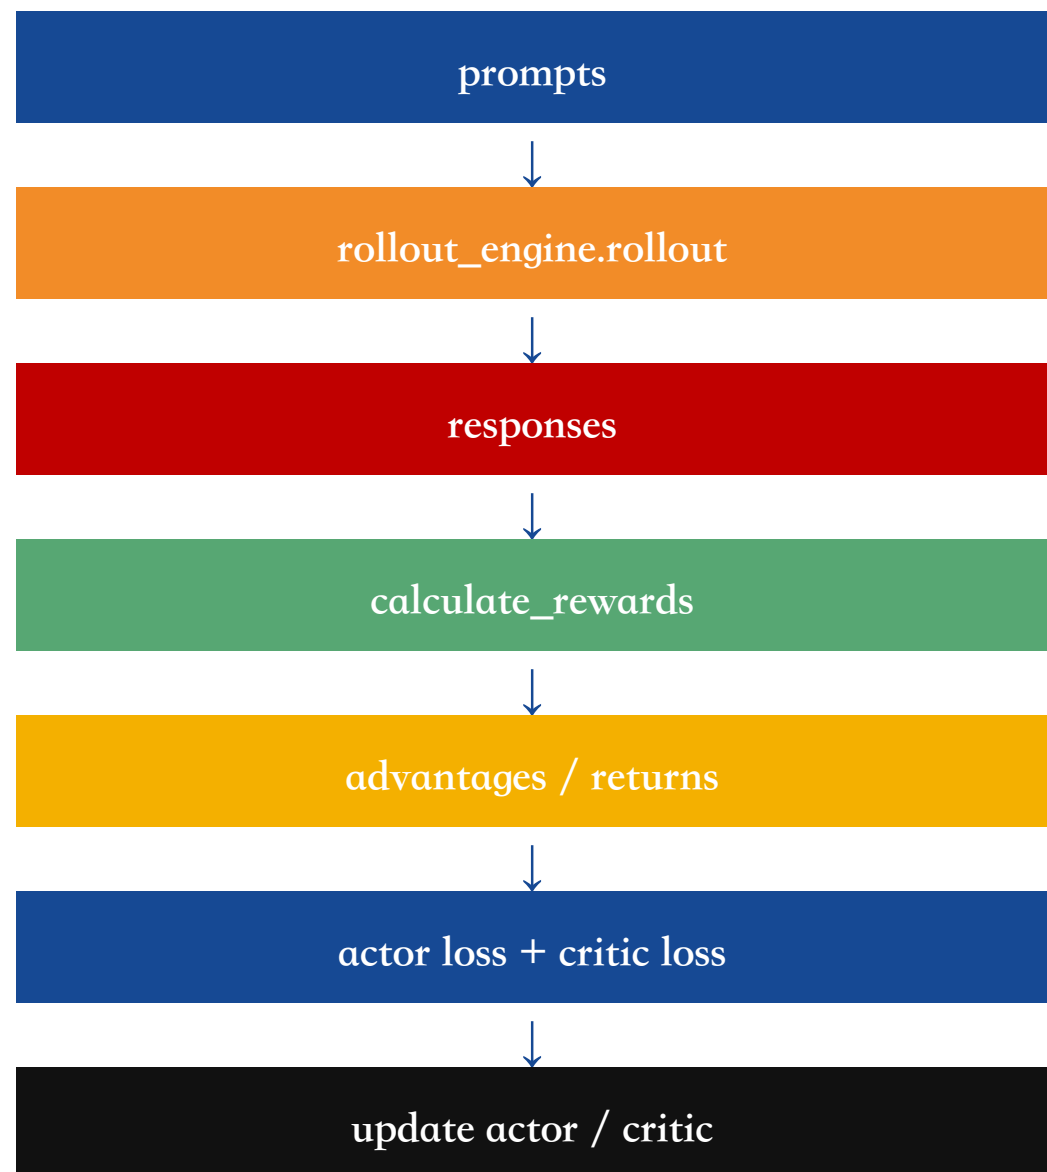 prompts
↓
rollout_engine.rollout
↓
responses
↓
calculate_rewards
↓
advantages / returns
↓
actor loss + critic loss
↓
update actor / critic